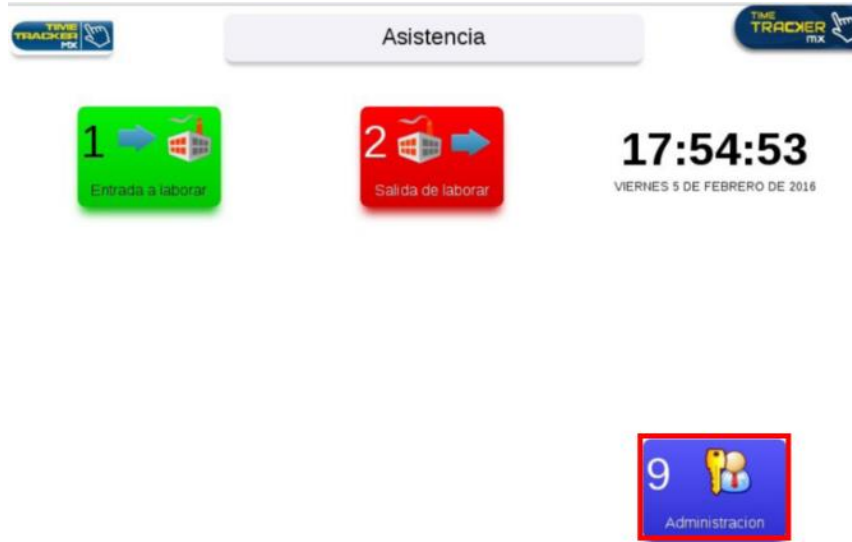 TIME
TRACKER
MX
Asistencia
TIME
TRACKER
mx
1
Entrada a laborar
2
Salida de laborar
17:54:53
VIERNES 5 DE FEBRERO DE 2016
9
Administracion